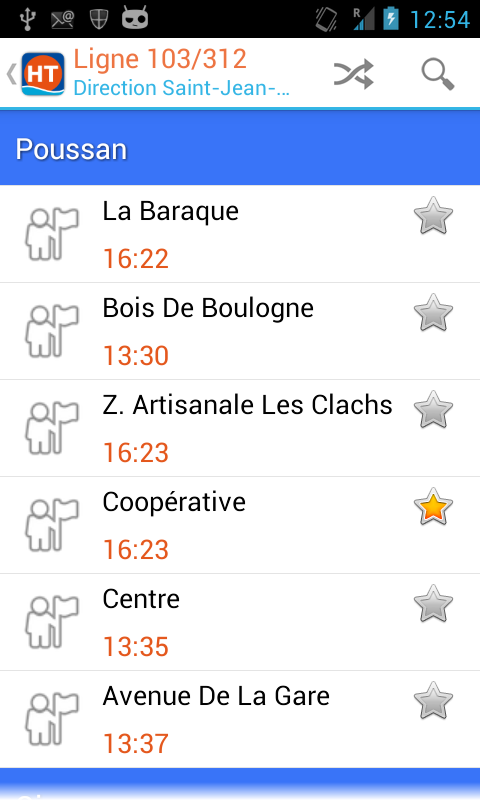 R
12:54
HT
Ligne 103/312
Direction Saint-Jean-…
Poussan
La Baraque
16:22
Bois De Boulogne
13:30
Z. Artisanale Les Clachs
16:23
Coopérative
16:23
Centre
13:35
Avenue De La Gare
13:37